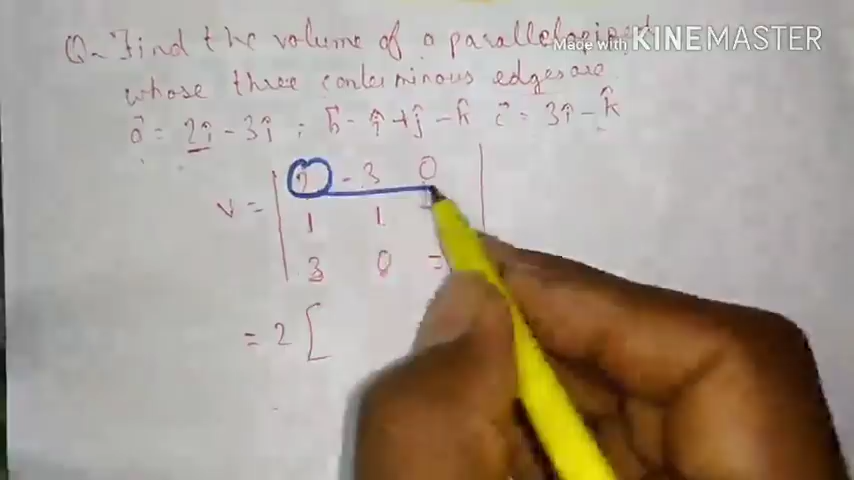 Q. Find the volume of a parallelopiped
Made with KINEMASTER
whose three conterminous edges are
a⃗ = 2î - 3ĵ , b⃗ = î + ĵ - k̂ c⃗ = 3î - k̂
V = | 2 -3 0 |
1 1
3 0 -
= 2 [